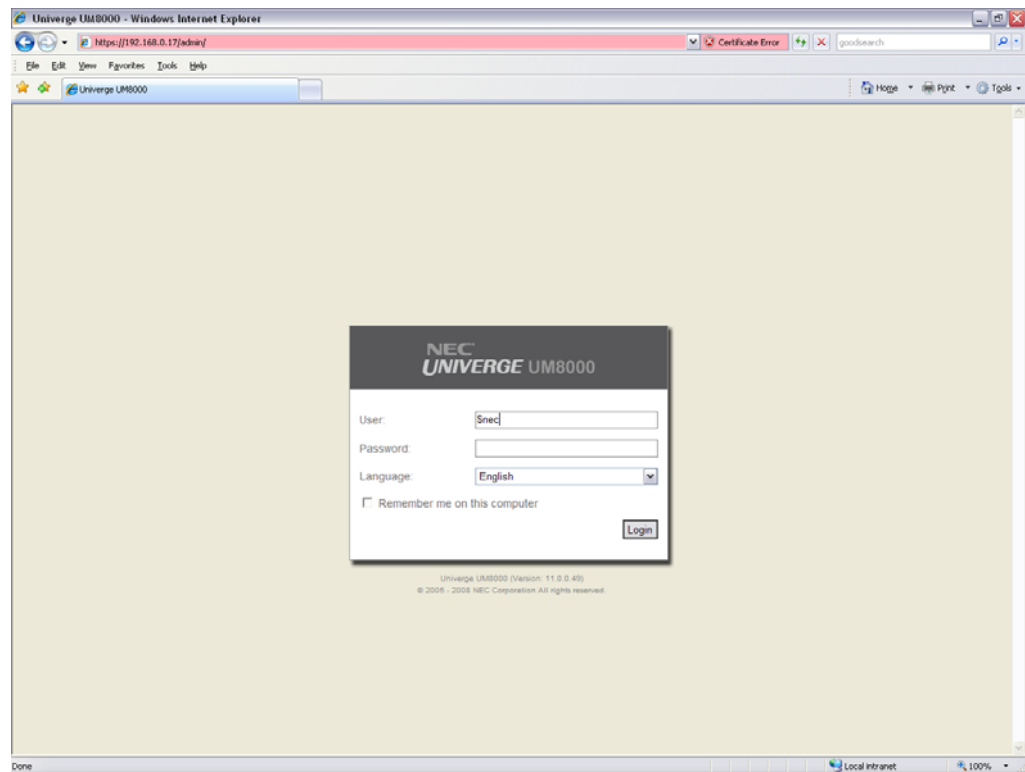 Univerge UM8000 - Windows Internet Explorer
https://192.168.0.17/admin/ Certificate Error goodsearch
File Edit View Favorites Tools Help
Univerge UM8000 Home Print Tools
NEC
UNIVERGE UM8000
User: Snec
Password:
Language: English
Remember me on this computer
Login
Univerge UM8000 (Version: 11.0.0.49)
© 2005 - 2008 NEC Corporation All rights reserved.
Done Local intranet 100%